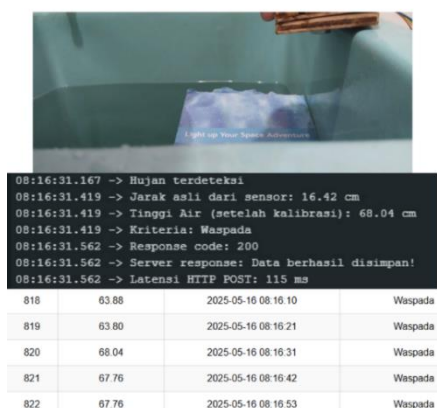 Light up Your Space Adventure
08:16:31.167 -> Hujan terdeteksi
08:16:31.419 -> Jarak asli dari sensor: 16.42 cm
08:16:31.419 -> Tinggi Air (setelah kalibrasi): 68.04 cm
08:16:31.419 -> Kriteria: Waspada
08:16:31.562 -> Response code: 200
08:16:31.562 -> Server response: Data berhasil disimpan!
08:16:31.562 -> Latensi HTTP POST: 115 ms
818 63.88 2025-05-16 08:16:10 Waspada
819 63.80 2025-05-16 08:16:21 Waspada
820 68.04 2025-05-16 08:16:31 Waspada
821 67.76 2025-05-16 08:16:42 Waspada
822 67.76 2025-05-16 08:16:53 Waspada